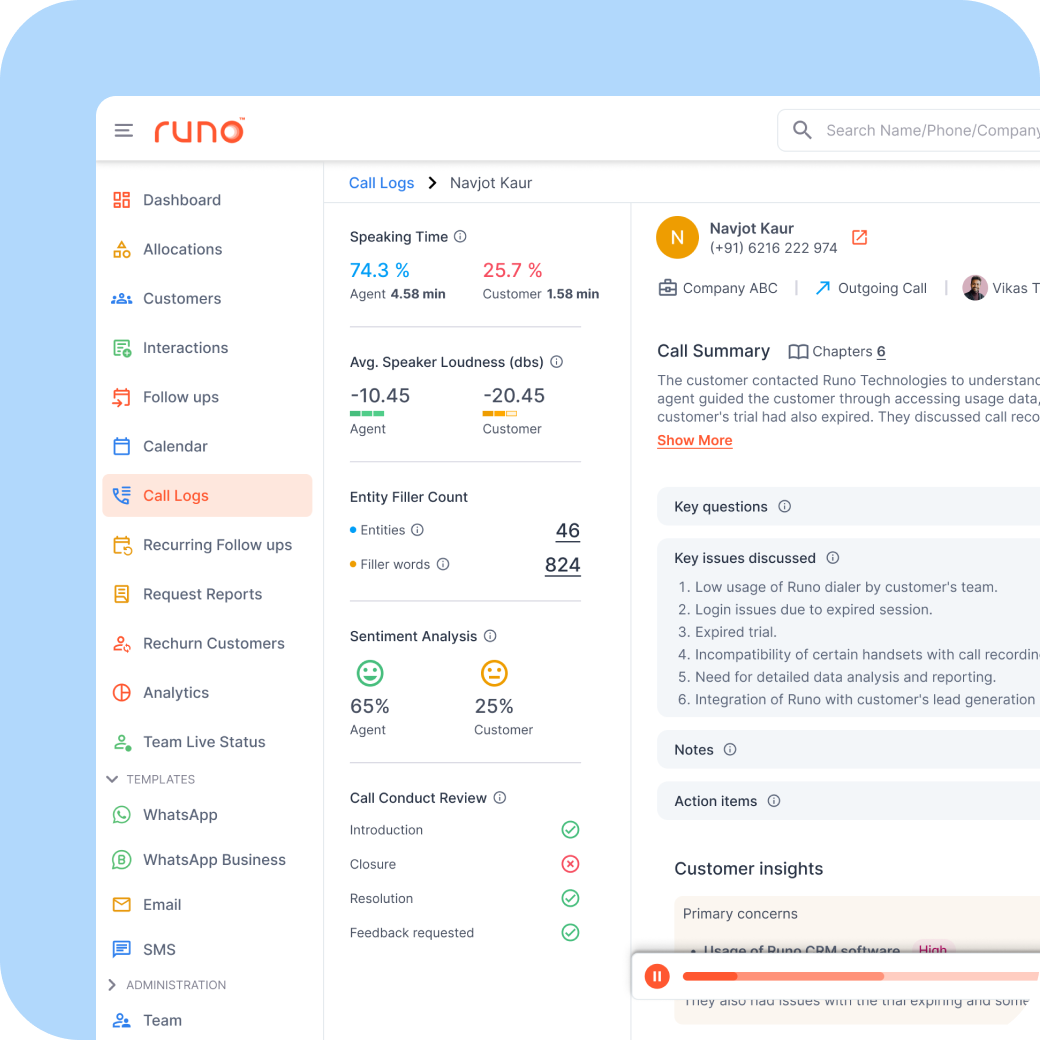 runo™
Search Name/Phone/Company
Dashboard
Allocations
Customers
Interactions
Follow ups
Calendar
Call Logs
Recurring Follow ups
Request Reports
Rechurn Customers
Analytics
Team Live Status
TEMPLATES
WhatsApp
WhatsApp Business
Email
SMS
ADMINISTRATION
Team
Call Logs > Navjot Kaur
Speaking Time
74.3 % 25.7 %
Agent 4.58 min Customer 1.58 min
Avg. Speaker Loudness (dbs)
-10.45 -20.45
Agent Customer
Entity Filler Count
Entities 46
Filler words 824
Sentiment Analysis
65% 25%
Agent Customer
Call Conduct Review
Introduction
Closure
Resolution
Feedback requested
N
Navjot Kaur
(+91) 6216 222 974
Company ABC | Outgoing Call | Vikas T
Call Summary Chapters 6
The customer contacted Runo Technologies to understand
agent guided the customer through accessing usage data,
customer's trial had also expired. They discussed call reco
Show More
Key questions
Key issues discussed
1. Low usage of Runo dialer by customer's team.
2. Login issues due to expired session.
3. Expired trial.
4. Incompatibility of certain handsets with call recordin
5. Need for detailed data analysis and reporting.
6. Integration of Runo with customer's lead generation
Notes
Action items
Customer insights
Primary concerns
• Usage of Runo CRM software High
They also had issues with the trial expiring and some